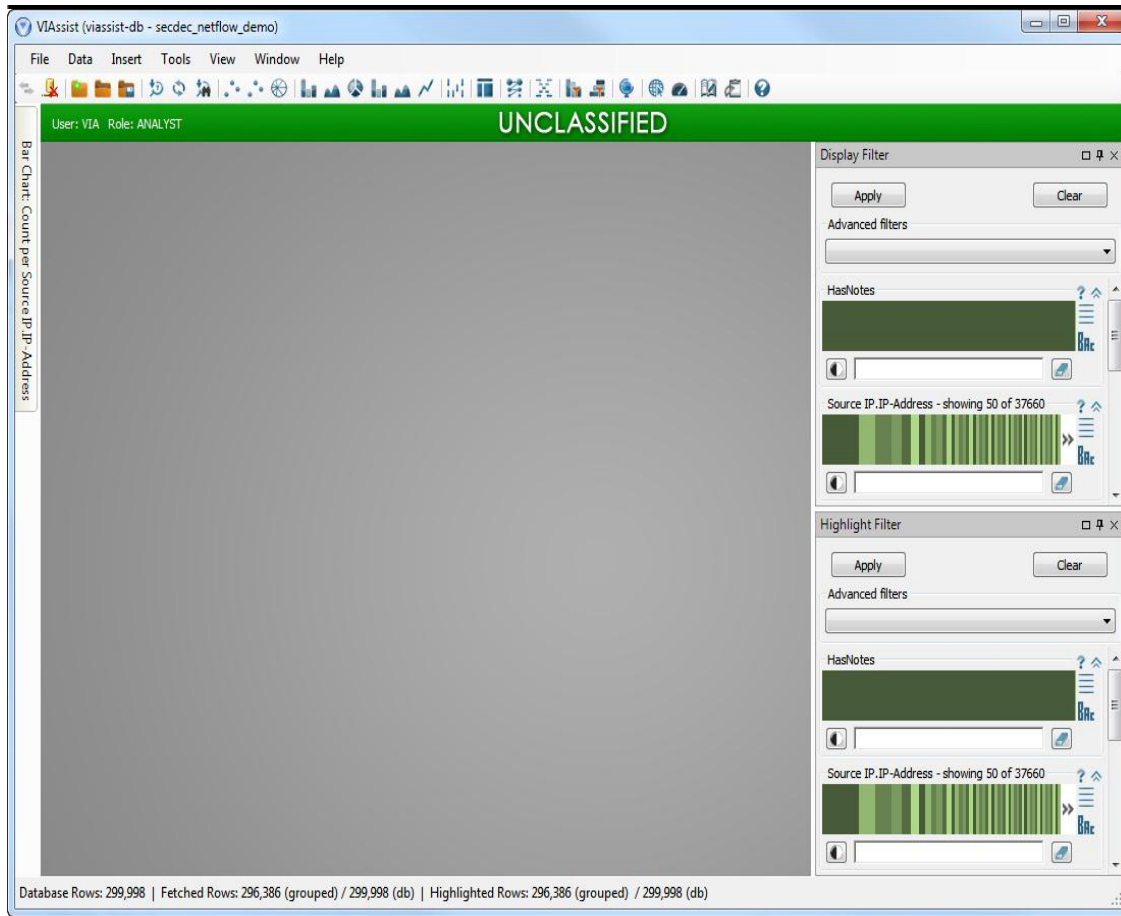 VIAssist (viassist-db - secdec_netflow_demo)
File Data Insert Tools View Window Help
User: VIA Role: ANALYST
UNCLASSIFIED
Bar Chart: Count per Source IP.IP-Address
Display Filter
Apply Clear
Advanced filters
HasNotes
Source IP.IP-Address - showing 50 of 37660
Highlight Filter
Apply Clear
Advanced filters
HasNotes
Source IP.IP-Address - showing 50 of 37660
Database Rows: 299,998 | Fetched Rows: 296,386 (grouped) / 299,998 (db) | Highlighted Rows: 296,386 (grouped) / 299,998 (db)